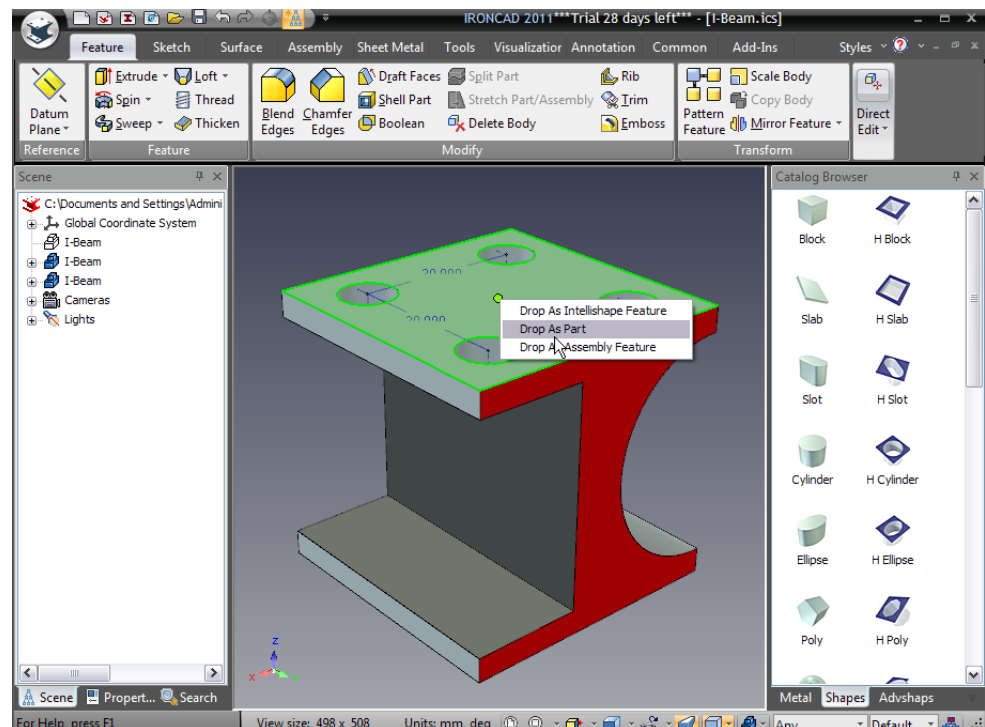 IRONCAD 2011***Trial 28 days left*** - [I-Beam.ics]
Feature Sketch Surface Assembly Sheet Metal Tools Visualizatior Annotation Common Add-Ins Styles
Datum Plane
Extrude Loft
Spin Thread
Sweep Thicken
Blend Edges
Chamfer Edges
Draft Faces Split Part Rib
Shell Part Stretch Part/Assembly Trim
Boolean Delete Body Emboss
Pattern Feature
Scale Body
Copy Body
Mirror Feature
Direct Edit
Reference Feature Modify Transform
Scene
C:\Documents and Settings\Admini
Global Coordinate System
I-Beam
I-Beam
I-Beam
Cameras
Lights
20.000
20.000
Drop As Intellishape Feature
Drop As Part
Drop A Assembly Feature
z
x
Catalog Browser
Block H Block
Slab H Slab
Slot H Slot
Cylinder H Cylinder
Ellipse H Ellipse
Poly H Poly
Scene Propert... Search
Metal Shapes Advshaps
For Help, press F1 View size: 498 x 508 Units: mm, deg Any Default